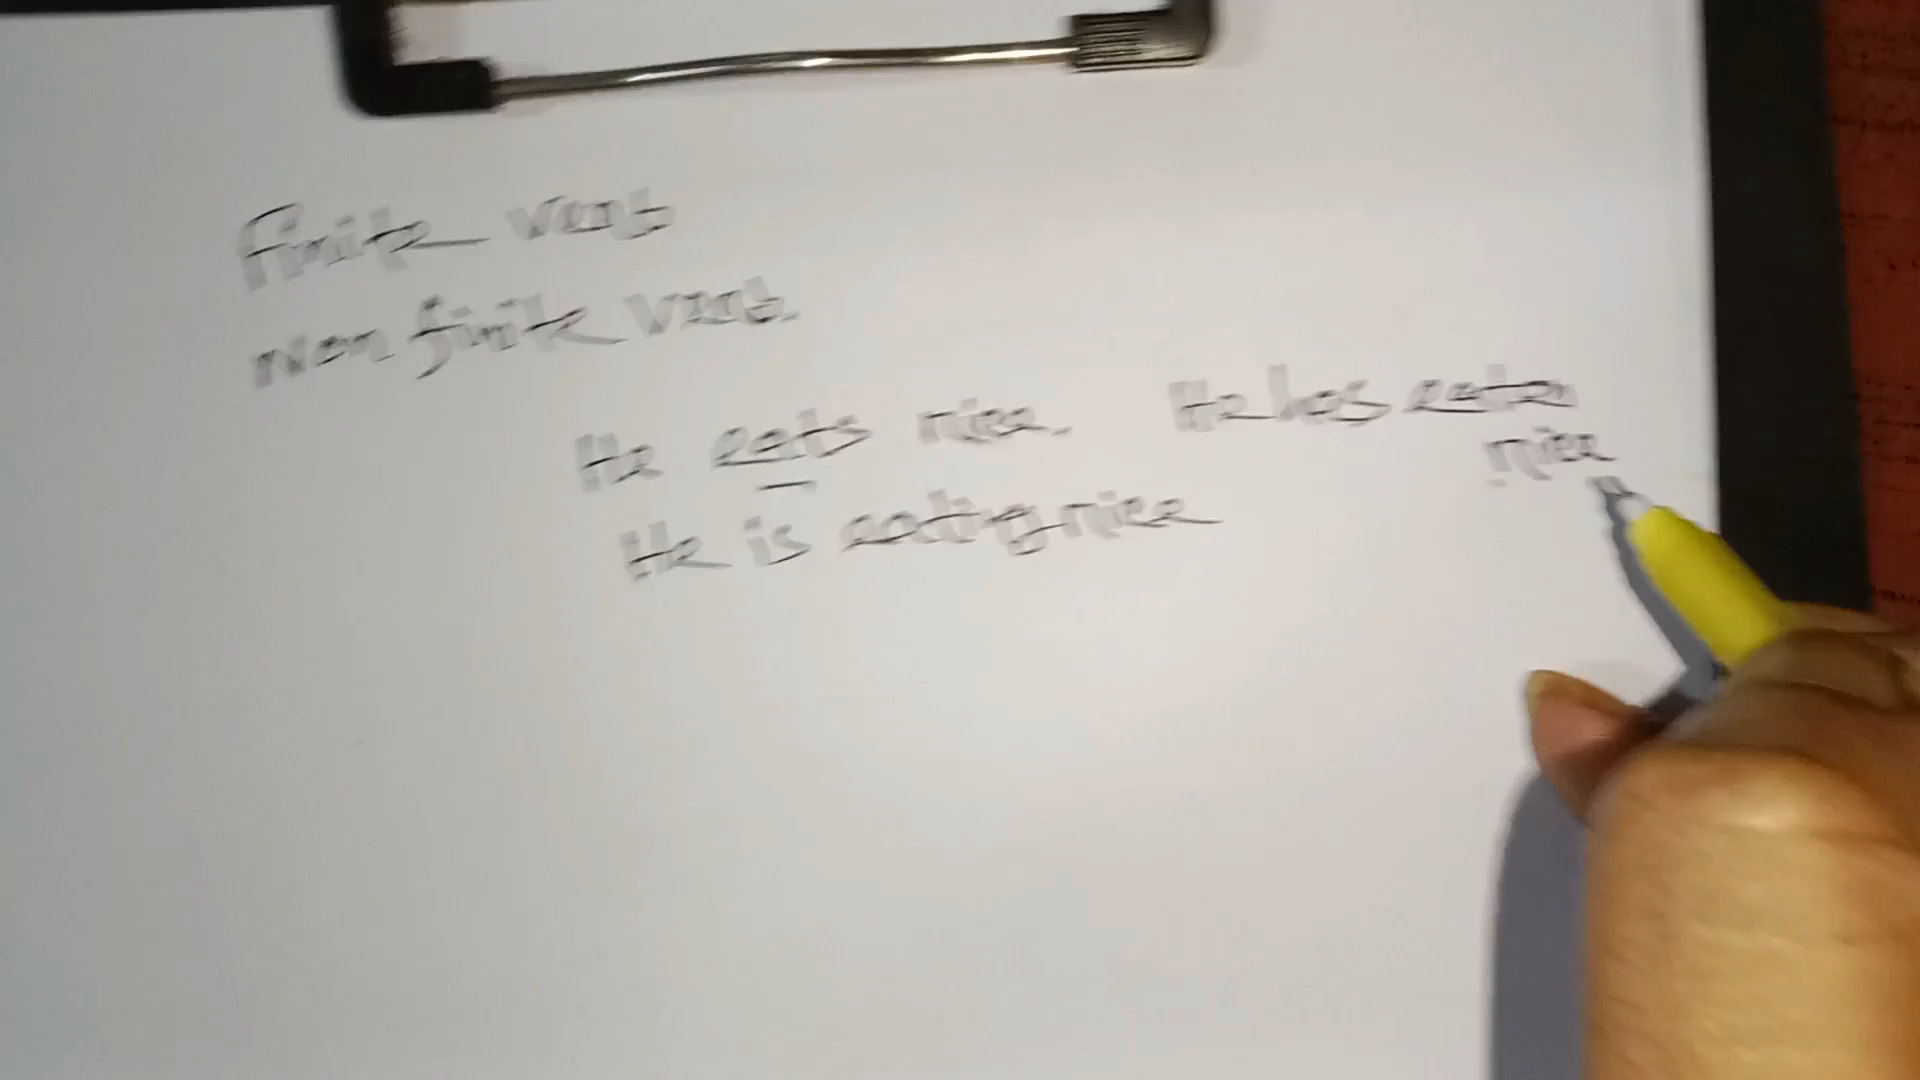 Finite verb
Non finite verb.
He eats rice. He has eaten
rice
He is eating rice